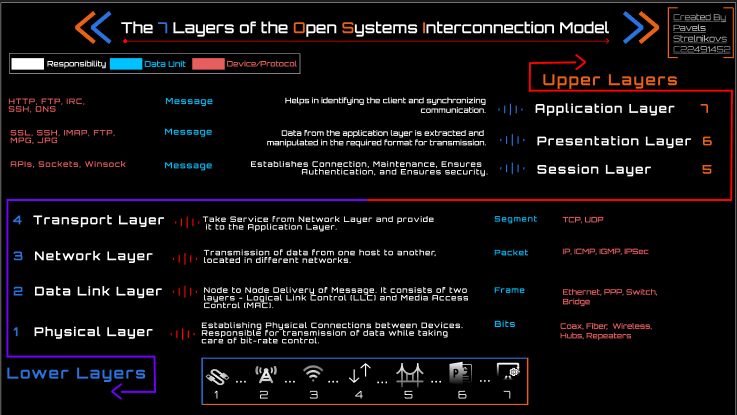 The 7 Layers of the Open Systems Interconnection Model
Created By
Pavels
Strelnikovs
C22491452
Responsibility
Data Unit
Device/Protocol
Upper Layers
HTTP, FTP, IRC,
SSH, DNS
Message
Helps in identifying the client and synchronizing
communication.
Application Layer
7
SSL, SSH, IMAP, FTP,
MPG, JPG
Message
Data from the application layer is extracted and
manipulated in the required format for transmission.
Presentation Layer
6
APIs, Sockets, Winsock
Message
Establishes Connection, Maintenance, Ensures
Authentication, and Ensures security.
Session Layer
5
4
Transport Layer
Take Service from Network Layer and provide
it to the Application Layer.
Segment
TCP, UDP
3
Network Layer
Transmission of data from one host to another,
located in different networks.
Packet
IP, ICMP, IGMP, IPSec
2
Data Link Layer
Node to Node Delivery of Message. It consists of two
layers - Logical Link Control (LLC) and Media Access
Control (MAC).
Frame
Ethernet, PPP, Switch,
Bridge
1
Physical Layer
Establishing Physical Connections between Devices.
Responsible for transmission of data while taking
care of bit-rate control.
Bits
Coax, Fiber, Wireless,
Hubs, Repeaters
Lower Layers
... ... ... ... ... ...
1 2 3 4 5 6 7